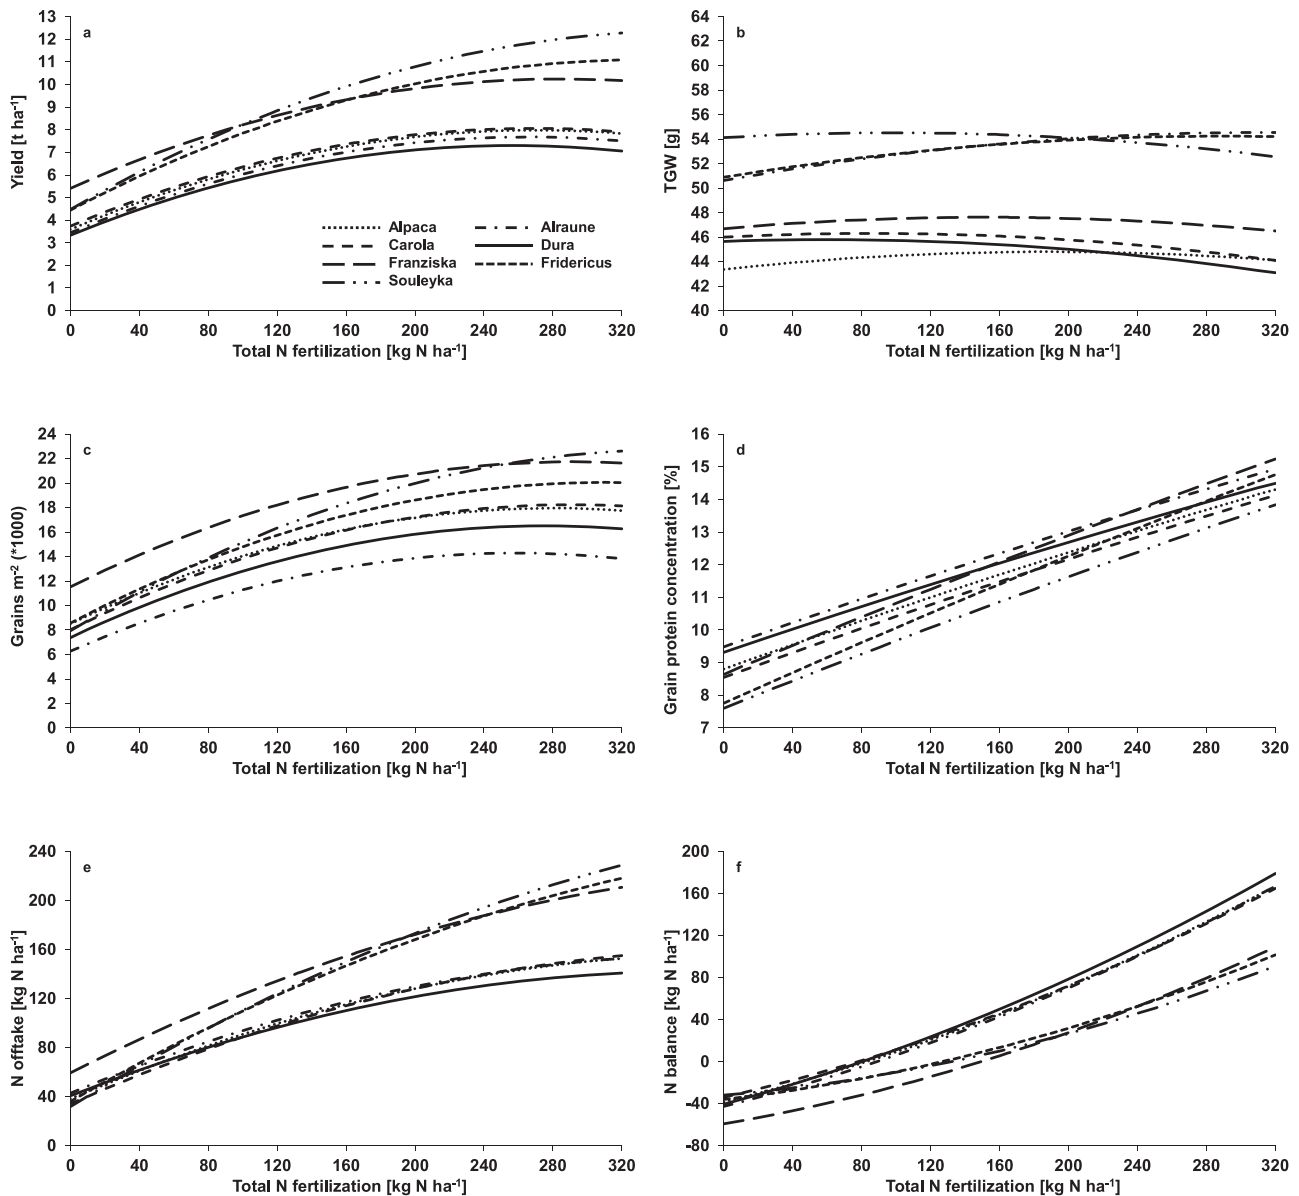 a
13
12
11
10
9
8
7
6
5
4
3
2
1
0
Yield [t ha-1]
Alpaca
Alraune
Carola
Dura
Franziska
Fridericus
Souleyka
0 40 80 120 160 200 240 280 320
Total N fertilization [kg N ha-1]
b
64
62
60
58
56
54
52
50
48
46
44
42
40
TGW [g]
0 40 80 120 160 200 240 280 320
Total N fertilization [kg N ha-1]
c
24
22
20
18
16
14
12
10
8
6
4
2
0
Grains m-2 (*1000)
0 40 80 120 160 200 240 280 320
Total N fertilization [kg N ha-1]
d
16
15
14
13
12
11
10
9
8
7
Grain protein concentration [%]
0 40 80 120 160 200 240 280 320
Total N fertilization [kg N ha-1]
e
240
200
160
120
80
40
0
N offtake [kg N ha-1]
0 40 80 120 160 200 240 280 320
Total N fertilization [kg N ha-1]
f
200
160
120
80
40
0
-40
-80
N balance [kg N ha-1]
0 40 80 120 160 200 240 280 320
Total N fertilization [kg N ha-1]